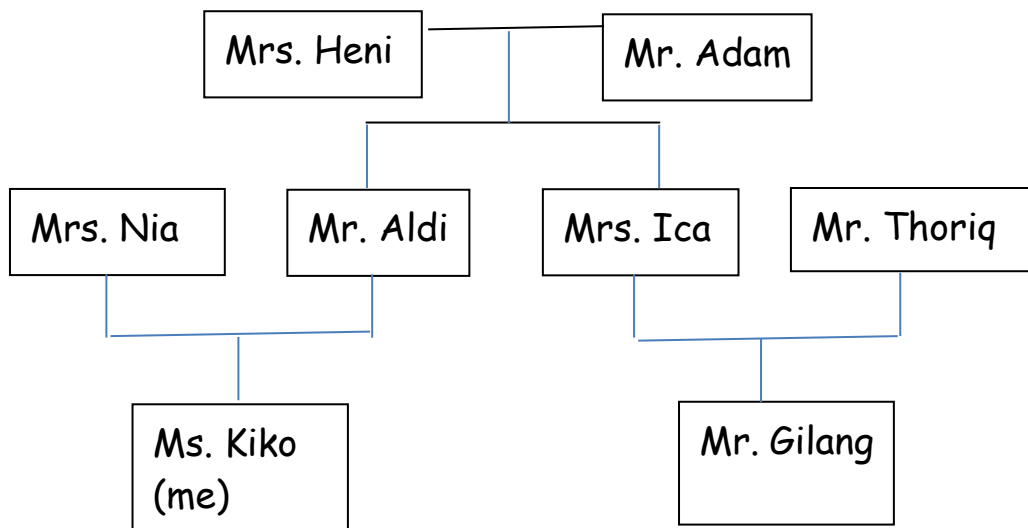 Mrs. Heni
Mr. Adam
Mrs. Nia
Mr. Aldi
Mrs. Ica
Mr. Thoriq
Ms. Kiko
(me)
Mr. Gilang